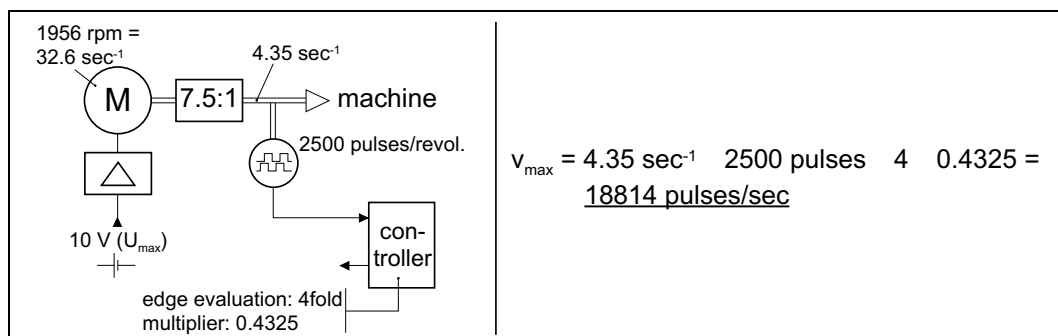 1956 rpm =
32.6 sec⁻¹
4.35 sec⁻¹
M
7.5:1
machine
2500 pulses/revol.
10 V (Umax)
con-
troller
edge evaluation: 4fold
multiplier: 0.4325
vmax = 4.35 sec⁻¹ 2500 pulses 4 0.4325 =
18814 pulses/sec